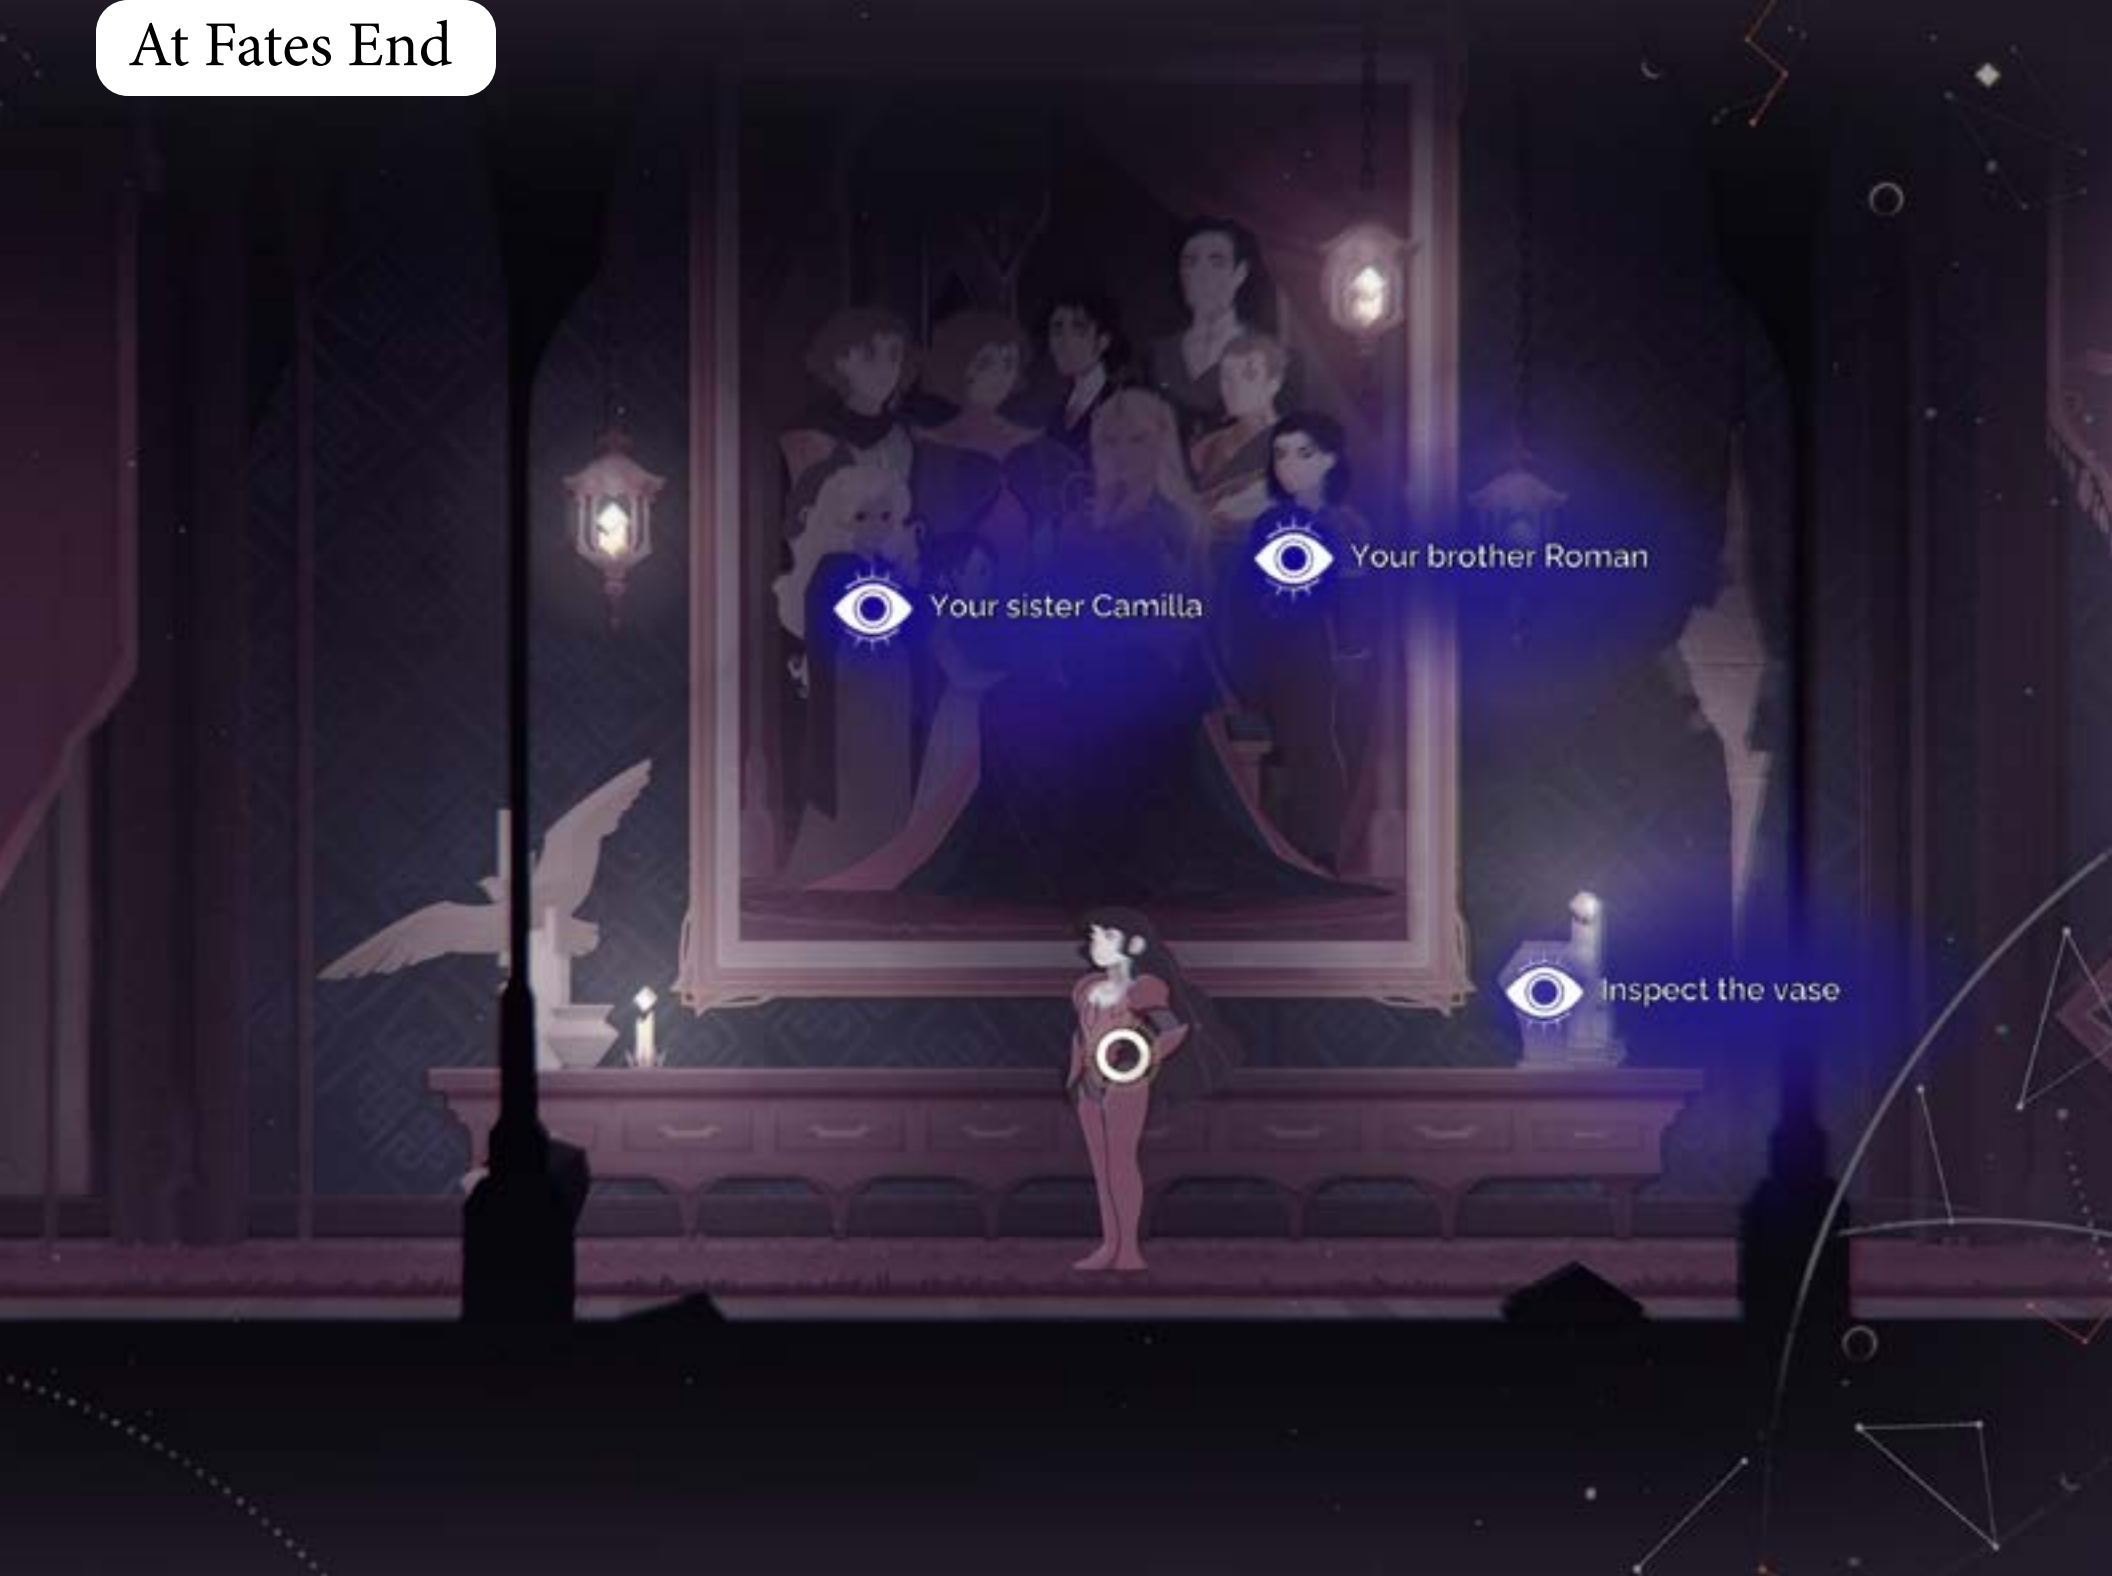 At Fates End
Your brother Roman
Your sister Camilla
Inspect the vase